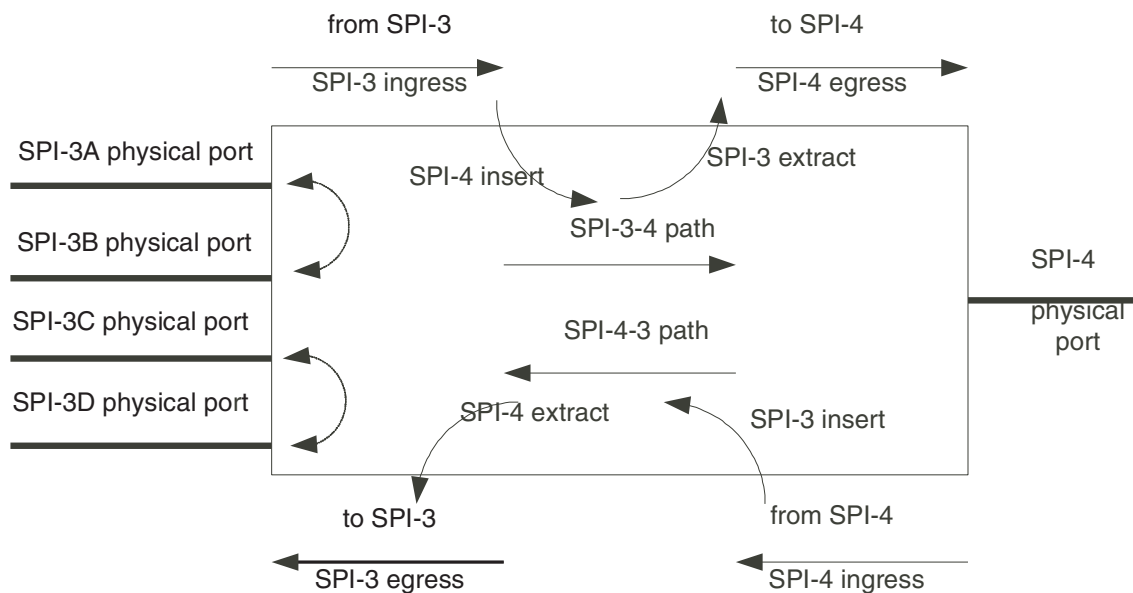 from SPI-3
to SPI-4
SPI-3 ingress
SPI-4 egress
SPI-3A physical port
SPI-4 insert
SPI-3 extract
SPI-3B physical port
SPI-3-4 path
SPI-4
physical
port
SPI-3C physical port
SPI-4-3 path
SPI-3D physical port
SPI-4 extract
SPI-3 insert
to SPI-3
from SPI-4
SPI-3 egress
SPI-4 ingress